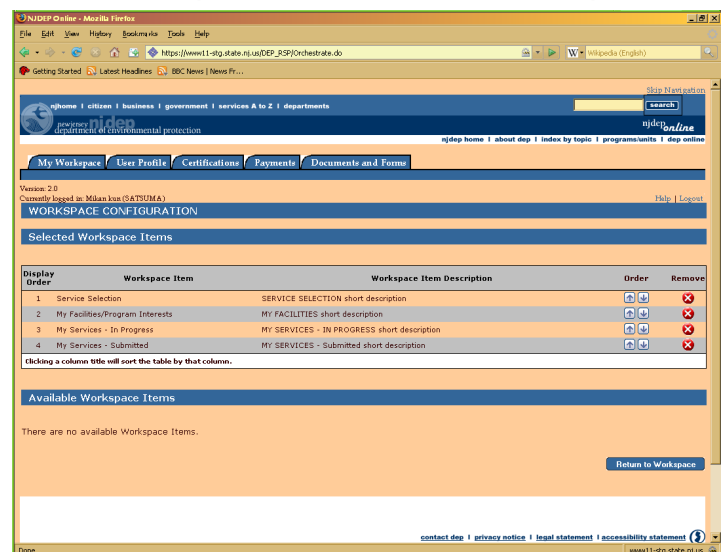 NJDEP Online - Mozilla Firefox
File Edit View History Bookmarks Tools Help
https://www11-stg.state.nj.us/DEP_RSP/Orchestrate.do
Wikipedia (English)
Getting Started Latest Headlines BBC News | News Fr...
Skip Navigation
njhome | citizen | business | government | services A to Z | departments
search
new jersey njdep
department of environmental protection
njdep online
njdep home | about dep | index by topic | programs/units | dep online
My Workspace User Profile Certifications Payments Documents and Forms
Version: 2.0
Currently logged in: Mikan kun (SATSUMA)
Help | Logout
WORKSPACE CONFIGURATION
Selected Workspace Items
Display Order Workspace Item Workspace Item Description Order Remove
1 Service Selection SERVICE SELECTION short description
2 My Facilities/Program Interests MY FACILITIES short description
3 My Services - In Progress MY SERVICES - IN PROGRESS short description
4 My Services - Submitted MY SERVICES - Submitted short description
Clicking a column title will sort the table by that column.
Available Workspace Items
There are no available Workspace Items.
Return to Workspace
contact dep | privacy notice | legal statement | accessibility statement
Done
www11-stg.state.nj.us